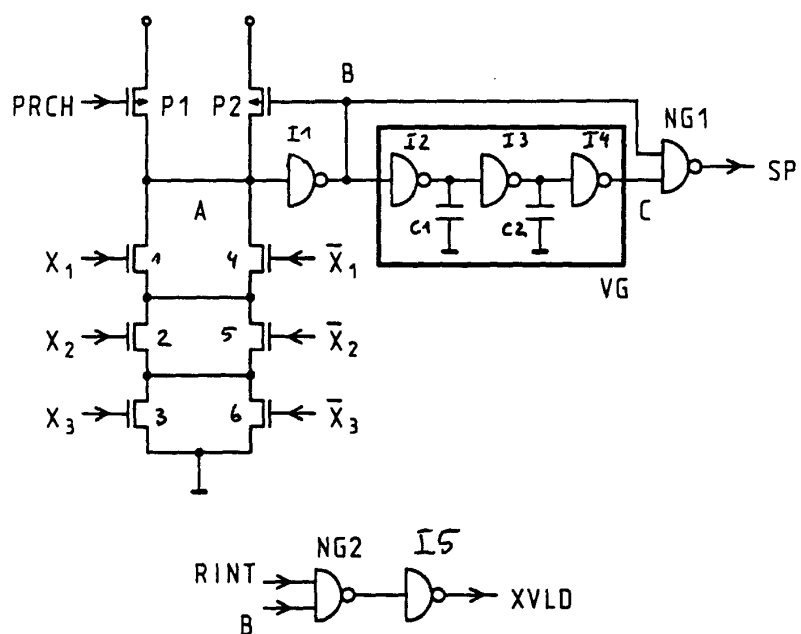 B
PRCH
P1
P2
I1
I2
I3
I4
NG1
SP
A
C1
C2
C
VG
X1
1
4
X̅1
X2
2
5
X̅2
X3
3
6
X̅3
NG2
I5
RINT
B
XVLD